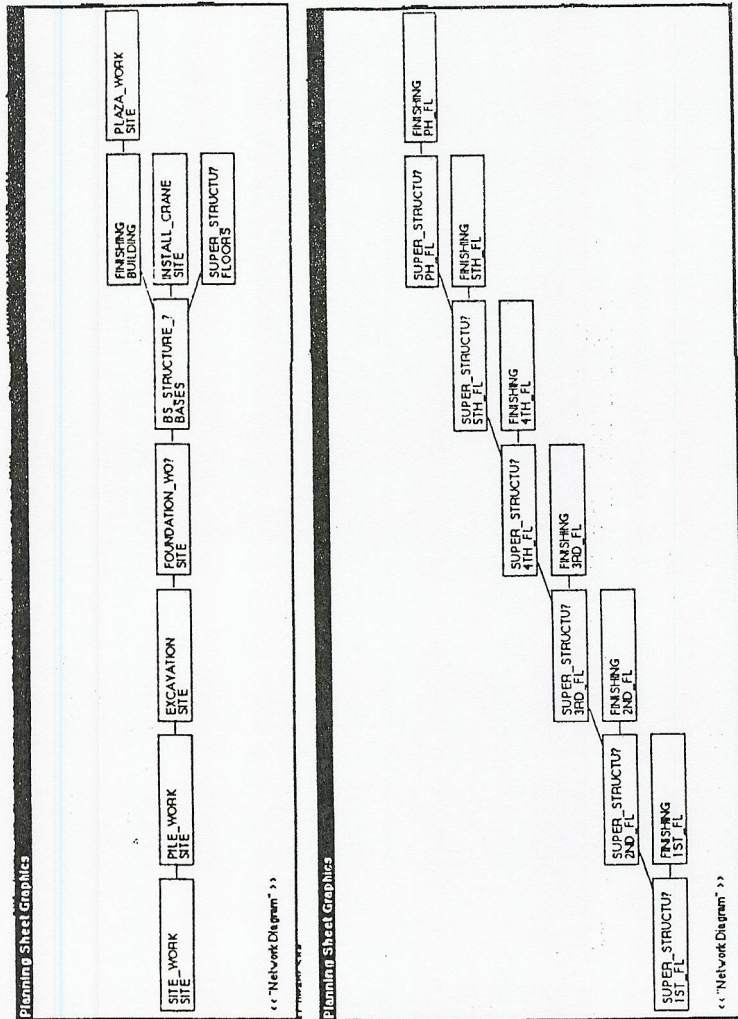 Planning Sheet Graphics
SITE_WORK
SITE
PILE_WORK
SITE
EXCAVATION
SITE
FOUNDATION_WO?
SITE
BS_STRUCTURE_?
BASES
FINISHING
BUILDING
INSTALL_CRANE
SITE
SUPER_STRUCTU?
FLOORS
PLAZA_WORK
SITE
<< "Network Diagram" >>
Planning Sheet Graphics
SUPER_STRUCTU?
1ST_FL
FINISHING
1ST_FL
SUPER_STRUCTU?
2ND_FL
FINISHING
2ND_FL
SUPER_STRUCTU?
3RD_FL
FINISHING
3RD_FL
SUPER_STRUCTU?
4TH_FL
FINISHING
4TH_FL
SUPER_STRUCTU?
5TH_FL
FINISHING
5TH_FL
SUPER_STRUCTU?
PH_FL
FINISHING
PH_FL
<< "Network Diagram" >>